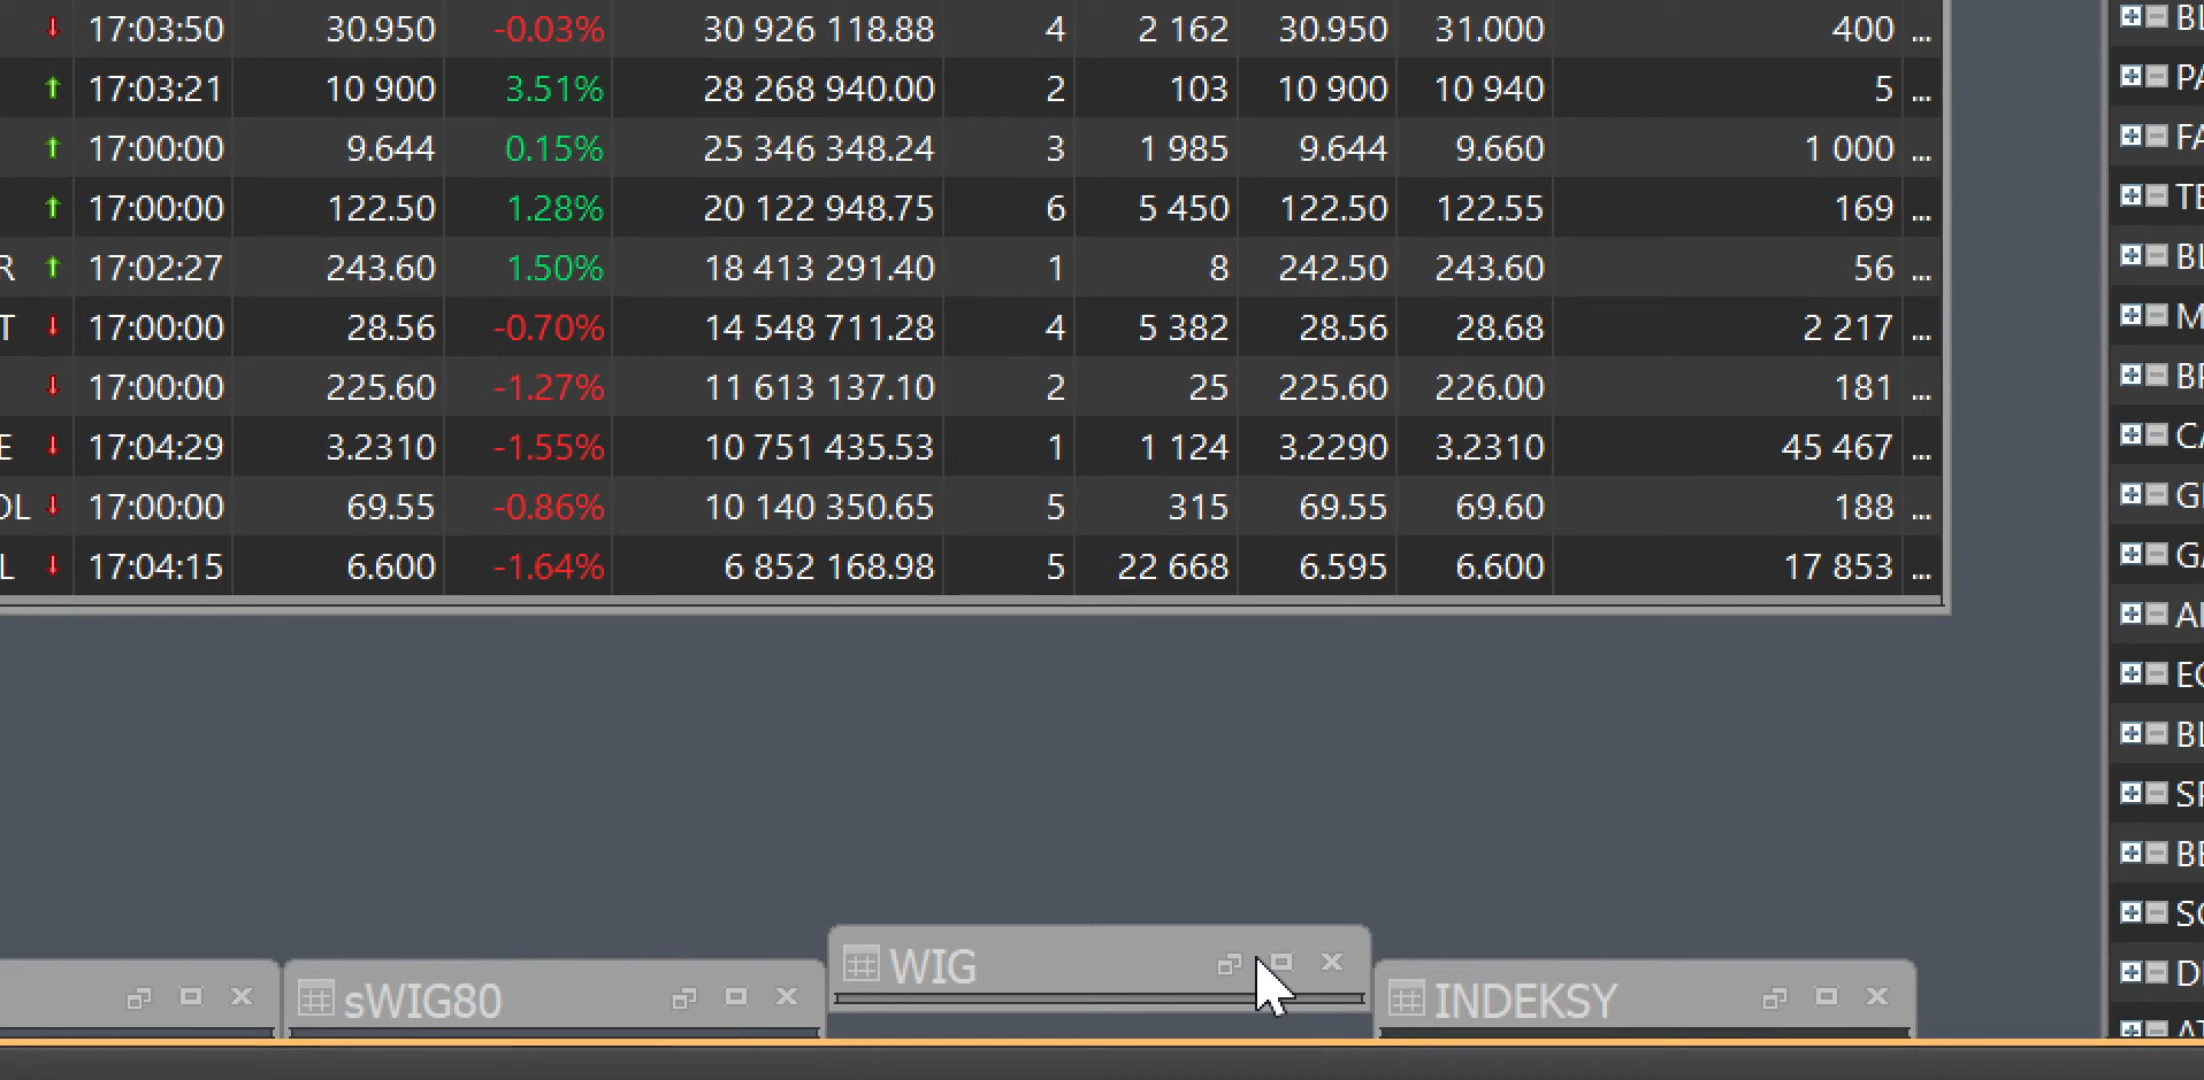 17:03:50 30.950 -0.03% 30 926 118.88 4 2 162 30.950 31.000 400 ...
17:03:21 10 900 3.51% 28 268 940.00 2 103 10 900 10 940 5 ...
17:00:00 9.644 0.15% 25 346 348.24 3 1 985 9.644 9.660 1 000 ...
17:00:00 122.50 1.28% 20 122 948.75 6 5 450 122.50 122.55 169 ...
R 17:02:27 243.60 1.50% 18 413 291.40 1 8 242.50 243.60 56 ...
T 17:00:00 28.56 -0.70% 14 548 711.28 4 5 382 28.56 28.68 2 217 ...
17:00:00 225.60 -1.27% 11 613 137.10 2 25 225.60 226.00 181 ...
E 17:04:29 3.2310 -1.55% 10 751 435.53 1 1 124 3.2290 3.2310 45 467 ...
OL 17:00:00 69.55 -0.86% 10 140 350.65 5 315 69.55 69.60 188 ...
L 17:04:15 6.600 -1.64% 6 852 168.98 5 22 668 6.595 6.600 17 853 ...
BL
PA
FA
TE
BL
M
CA
GA
BL
sWIG80
WIG
INDEKSY